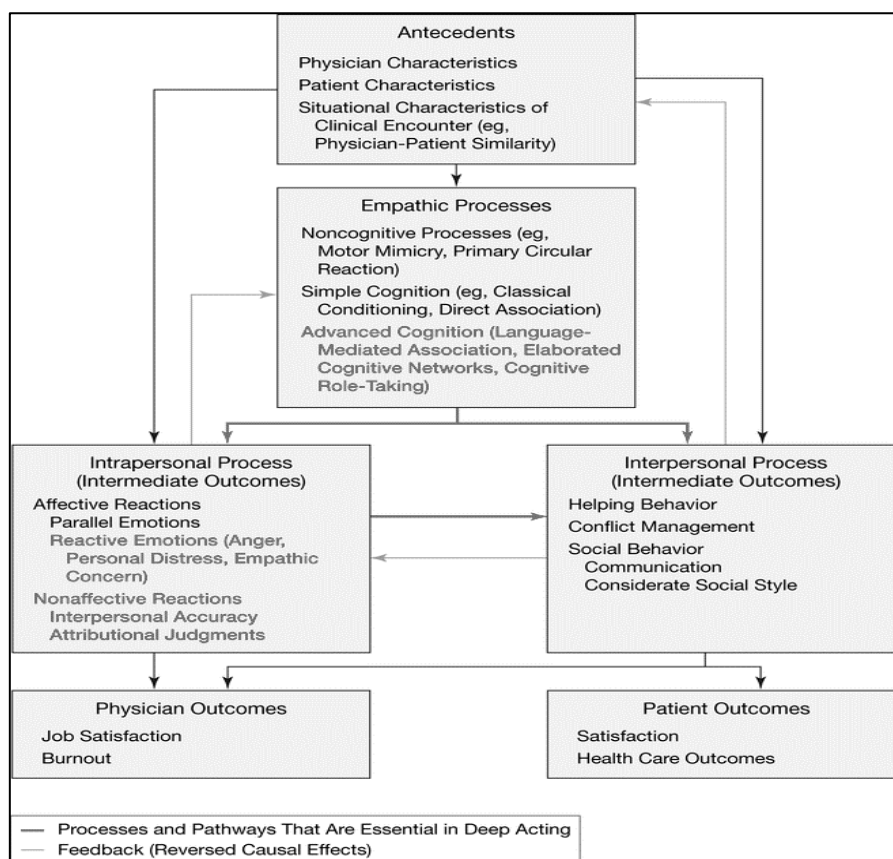 Antecedents
Physician Characteristics
Patient Characteristics
Situational Characteristics of
Clinical Encounter (eg,
Physician-Patient Similarity)
Empathic Processes
Noncognitive Processes (eg,
Motor Mimicry, Primary Circular
Reaction)
Simple Cognition (eg, Classical
Conditioning, Direct Association)
Advanced Cognition (Language-
Mediated Association, Elaborated
Cognitive Networks, Cognitive
Role-Taking)
Intrapersonal Process
(Intermediate Outcomes)
Affective Reactions
Parallel Emotions
Reactive Emotions (Anger,
Personal Distress, Empathic
Concern)
Nonaffective Reactions
Interpersonal Accuracy
Attributional Judgments
Interpersonal Process
(Intermediate Outcomes)
Helping Behavior
Conflict Management
Social Behavior
Communication
Considerate Social Style
Physician Outcomes
Job Satisfaction
Burnout
Patient Outcomes
Satisfaction
Health Care Outcomes
Processes and Pathways That Are Essential in Deep Acting
Feedback (Reversed Causal Effects)